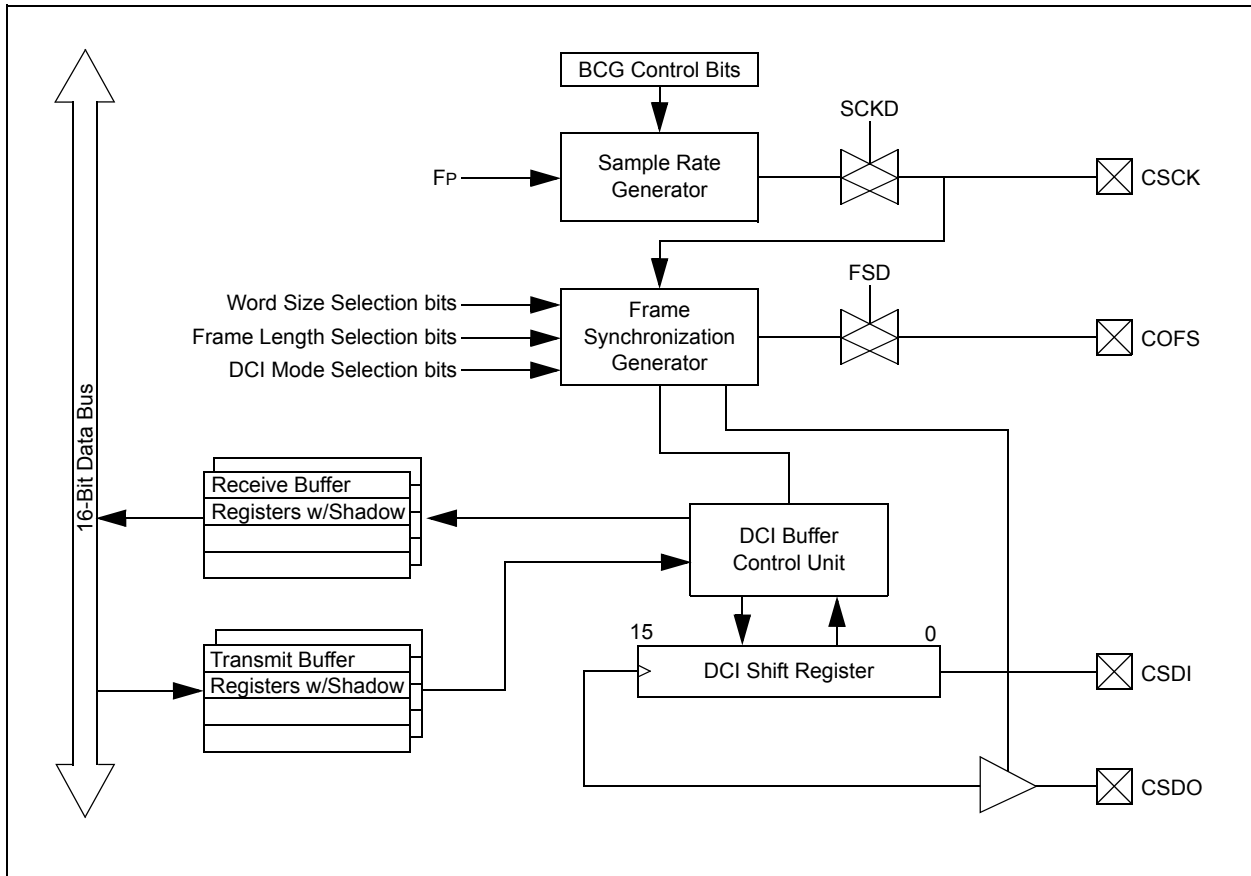 BCG Control Bits
SCKD
Sample Rate
Generator
FP
CSCK
FSD
Word Size Selection bits
Frame Length Selection bits
DCI Mode Selection bits
Frame
Synchronization
Generator
COFS
16-Bit Data Bus
Receive Buffer
Registers w/Shadow
DCI Buffer
Control Unit
15
0
Transmit Buffer
Registers w/Shadow
DCI Shift Register
CSDI
CSDO